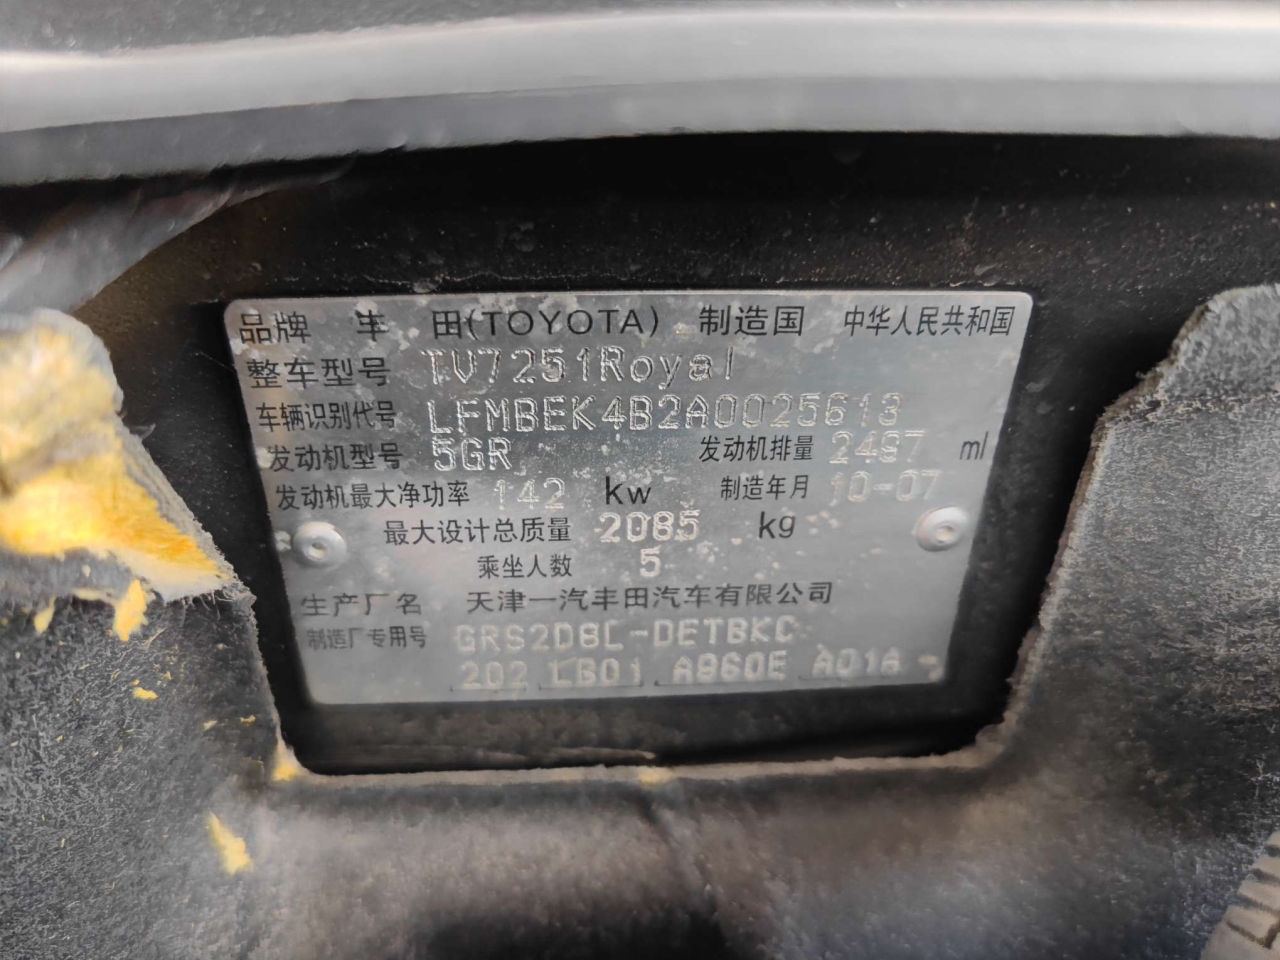 品牌 丰 田(TOYOTA) 制造国 中华人民共和国
整车型号 TV7251Royal
车辆识别代号 LFMBEK4B2A0025613
发动机型号 5GR 发动机排量 2497 ml
发动机最大净功率 142 kw 制造年月 10-07
最大设计总质量 2085 kg
乘坐人数 5
生产厂名 天津一汽丰田汽车有限公司
制造厂专用号 GRS208L-DETBKC
202 LB01 A960E A01A -